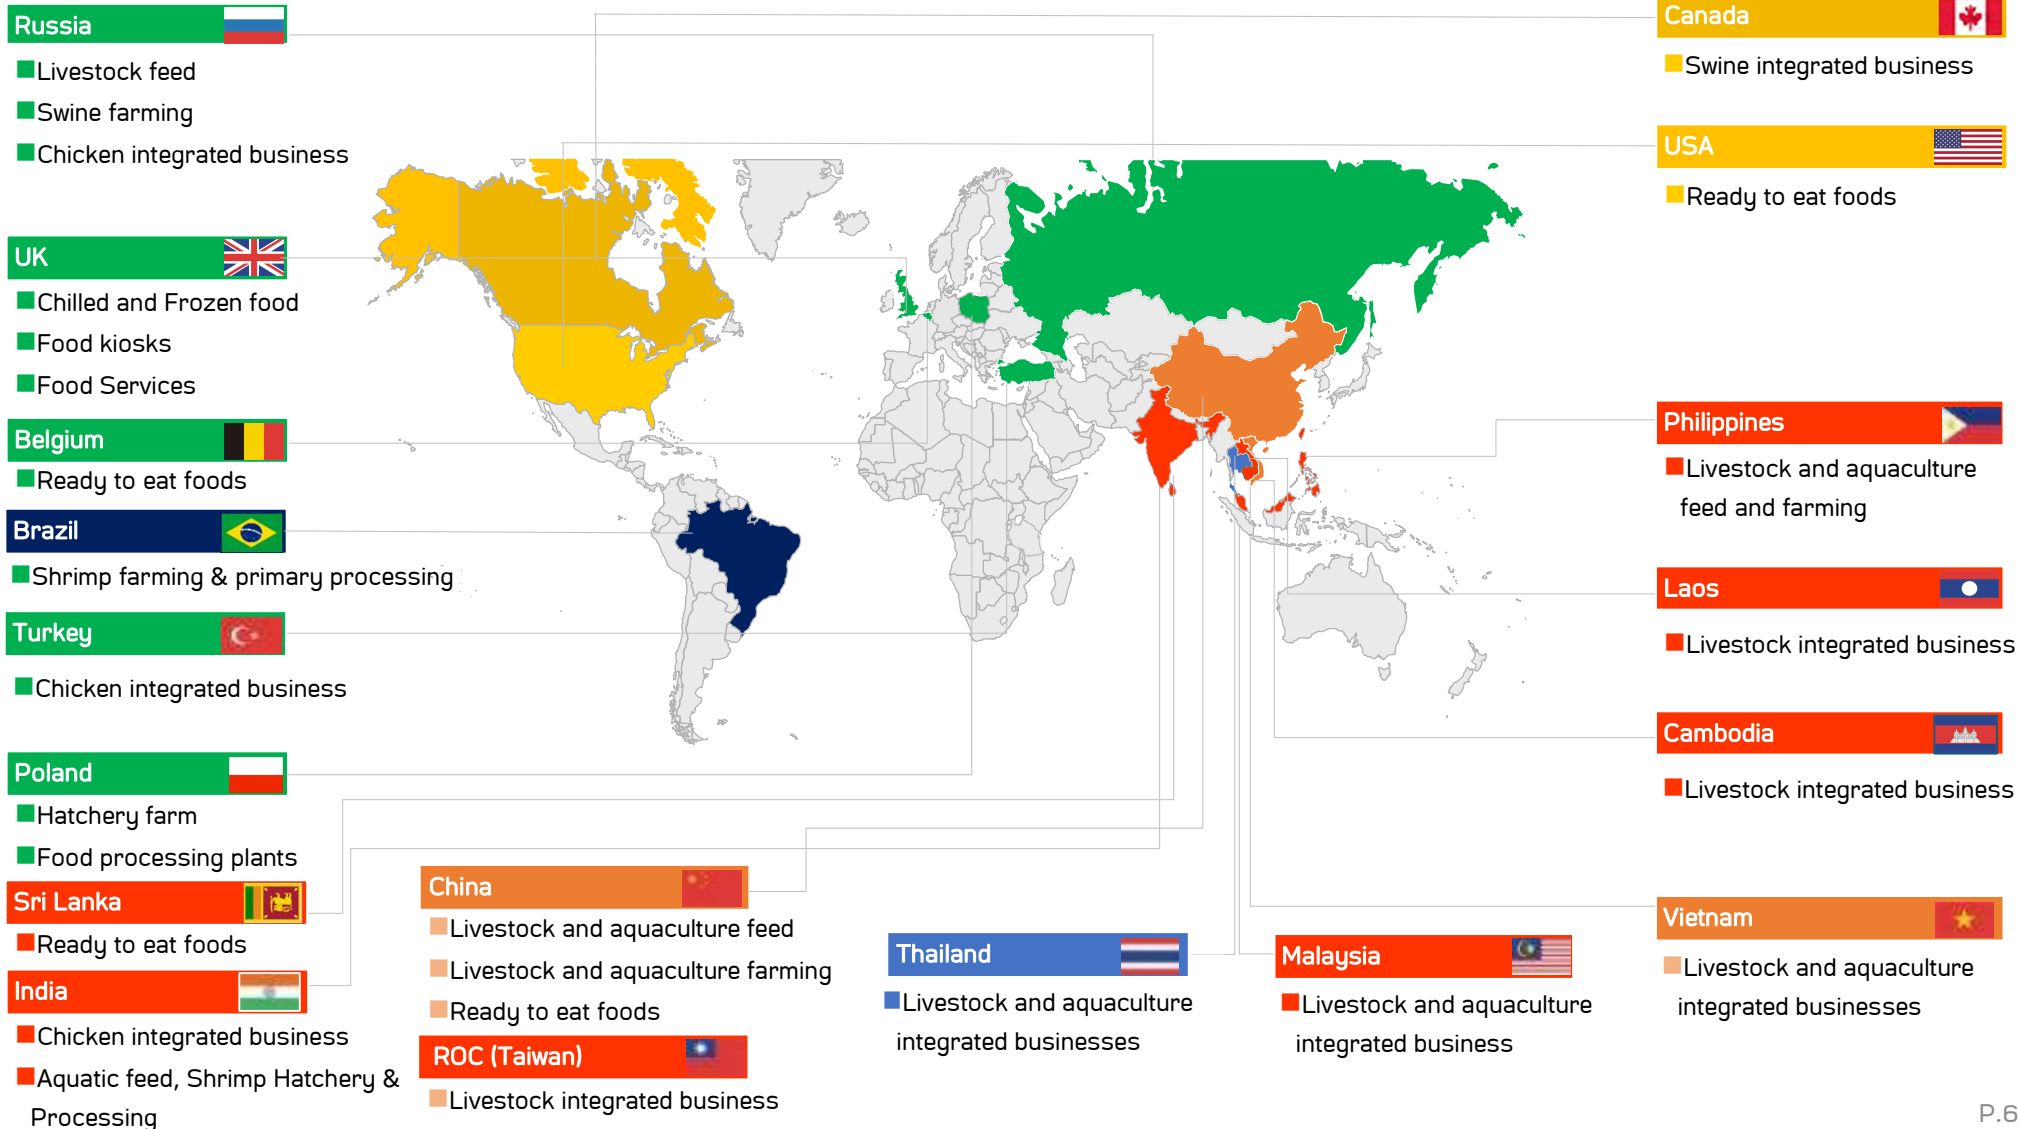 Russia
Livestock feed
Swine farming
Chicken integrated business
UK
Chilled and Frozen food
Food kiosks
Food Services
Belgium
Ready to eat foods
Brazil
Shrimp farming & primary processing
Turkey
Chicken integrated business
Poland
Hatchery farm
Food processing plants
Sri Lanka
Ready to eat foods
India
Chicken integrated business
Aquatic feed, Shrimp Hatchery &
Processing
China
Livestock and aquaculture feed
Livestock and aquaculture farming
Ready to eat foods
ROC (Taiwan)
Livestock integrated business
Thailand
Livestock and aquaculture
integrated businesses
Malaysia
Livestock and aquaculture
integrated business
Canada
Swine integrated business
USA
Ready to eat foods
Philippines
Livestock and aquaculture
feed and farming
Laos
Livestock integrated business
Cambodia
Livestock integrated business
Vietnam
Livestock and aquaculture
integrated businesses
P.6